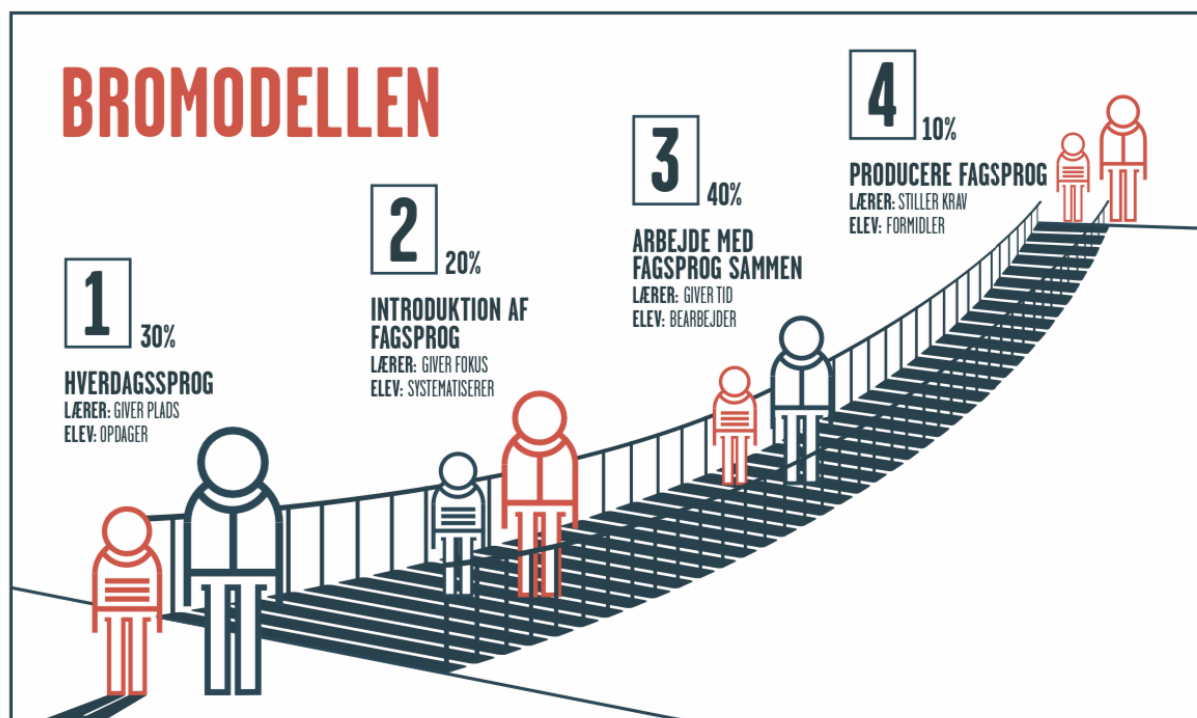 BROMODELLEN
1 30%
HVERDAGSSPROG
LÆRER: GIVER PLADS
ELEV: OPDAGER
2 20%
INTRODUKTION AF
FAGSPROG
LÆRER: GIVER FOKUS
ELEV: SYSTEMATISERER
3 40%
ARBEJDE MED
FAGSPROG SAMMEN
LÆRER: GIVER TID
ELEV: BEARBEJDER
4 10%
PRODUCERE FAGSPROG
LÆRER: STILLER KRAV
ELEV: FORMIDLER